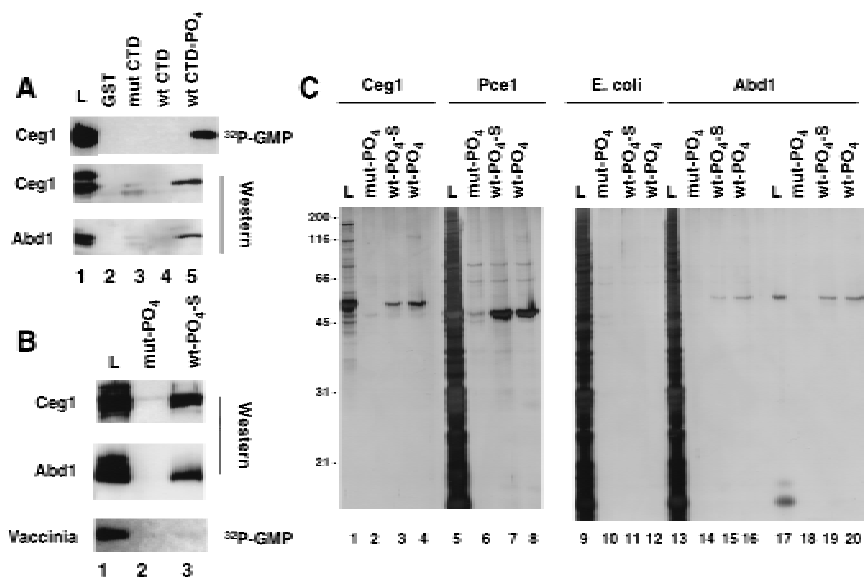 A
L
GST
mut CTD
wt CTD
wt CTD-PO4
Ceg1
32P-GMP
Ceg1
Abd1
Western
1 2 3 4 5
B
L
mut-PO4
wt-PO4-S
Ceg1
Abd1
Western
Vaccinia
32P-GMP
1 2 3
C
Ceg1 Pce1 E. coli Abd1
L mut-PO4 wt-PO4-S wt-PO4 L mut-PO4 wt-PO4-S wt-PO4 L mut-PO4 wt-PO4-S wt-PO4 L mut-PO4 wt-PO4-S wt-PO4 L mut-PO4 wt-PO4-S wt-PO4
200 -
116 -
65 -
45 -
31 -
21 -
1 2 3 4 5 6 7 8 9 10 11 12 13 14 15 16 17 18 19 20